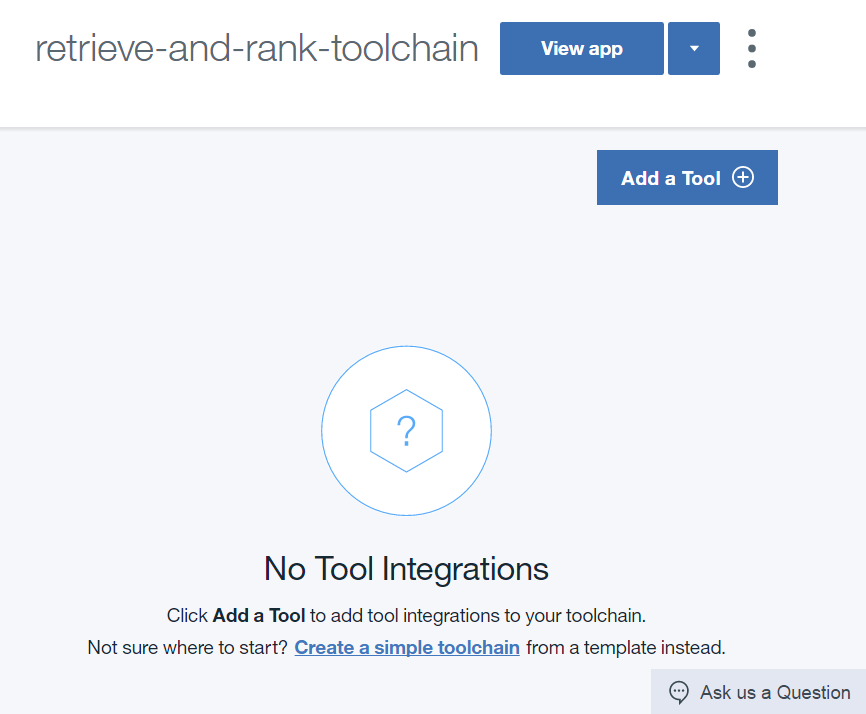 retrieve-and-rank-toolchain
View app
Add a Tool
?
No Tool Integrations
Click Add a Tool to add tool integrations to your toolchain.
Not sure where to start? Create a simple toolchain from a template instead.
Ask us a Question